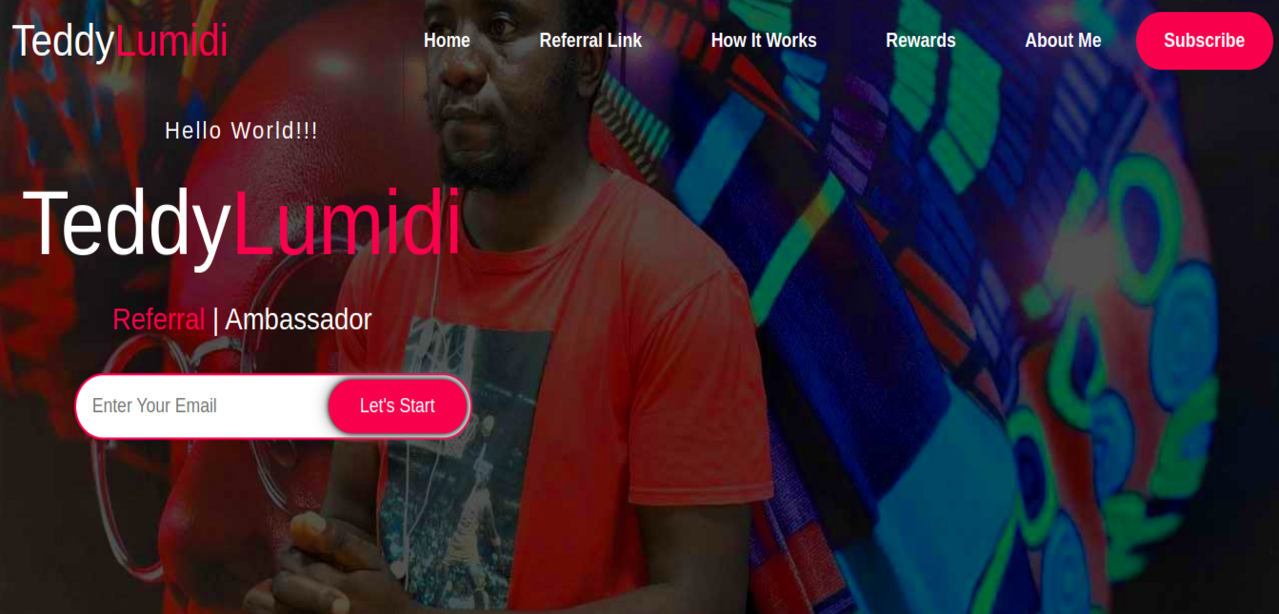 TeddyLumidi
Home
Referral Link
How It Works
Rewards
About Me
Subscribe
Hello World!!!
TeddyLumidi
Referral | Ambassador
Enter Your Email
Let's Start